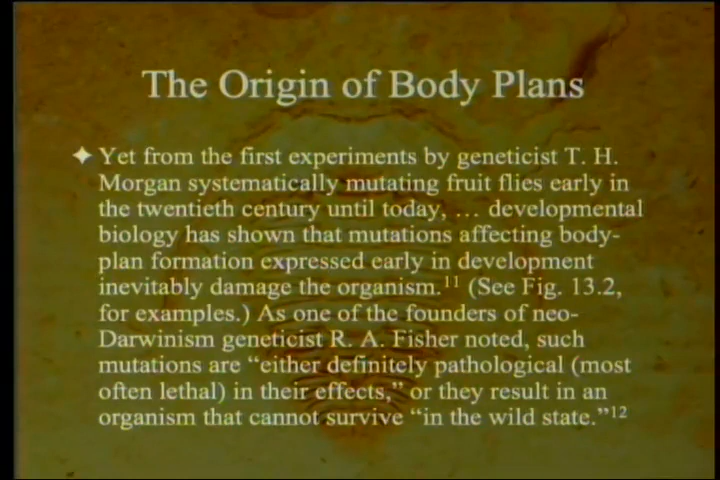 The Origin of Body Plans
✦ Yet from the first experiments by geneticist T. H.
Morgan systematically mutating fruit flies early in
the twentieth century until today, … developmental
biology has shown that mutations affecting body-
plan formation expressed early in development
inevitably damage the organism.¹¹ (See Fig. 13.2,
for examples.) As one of the founders of neo-
Darwinism geneticist R. A. Fisher noted, such
mutations are “either definitely pathological (most
often lethal) in their effects,” or they result in an
organism that cannot survive “in the wild state.”¹²